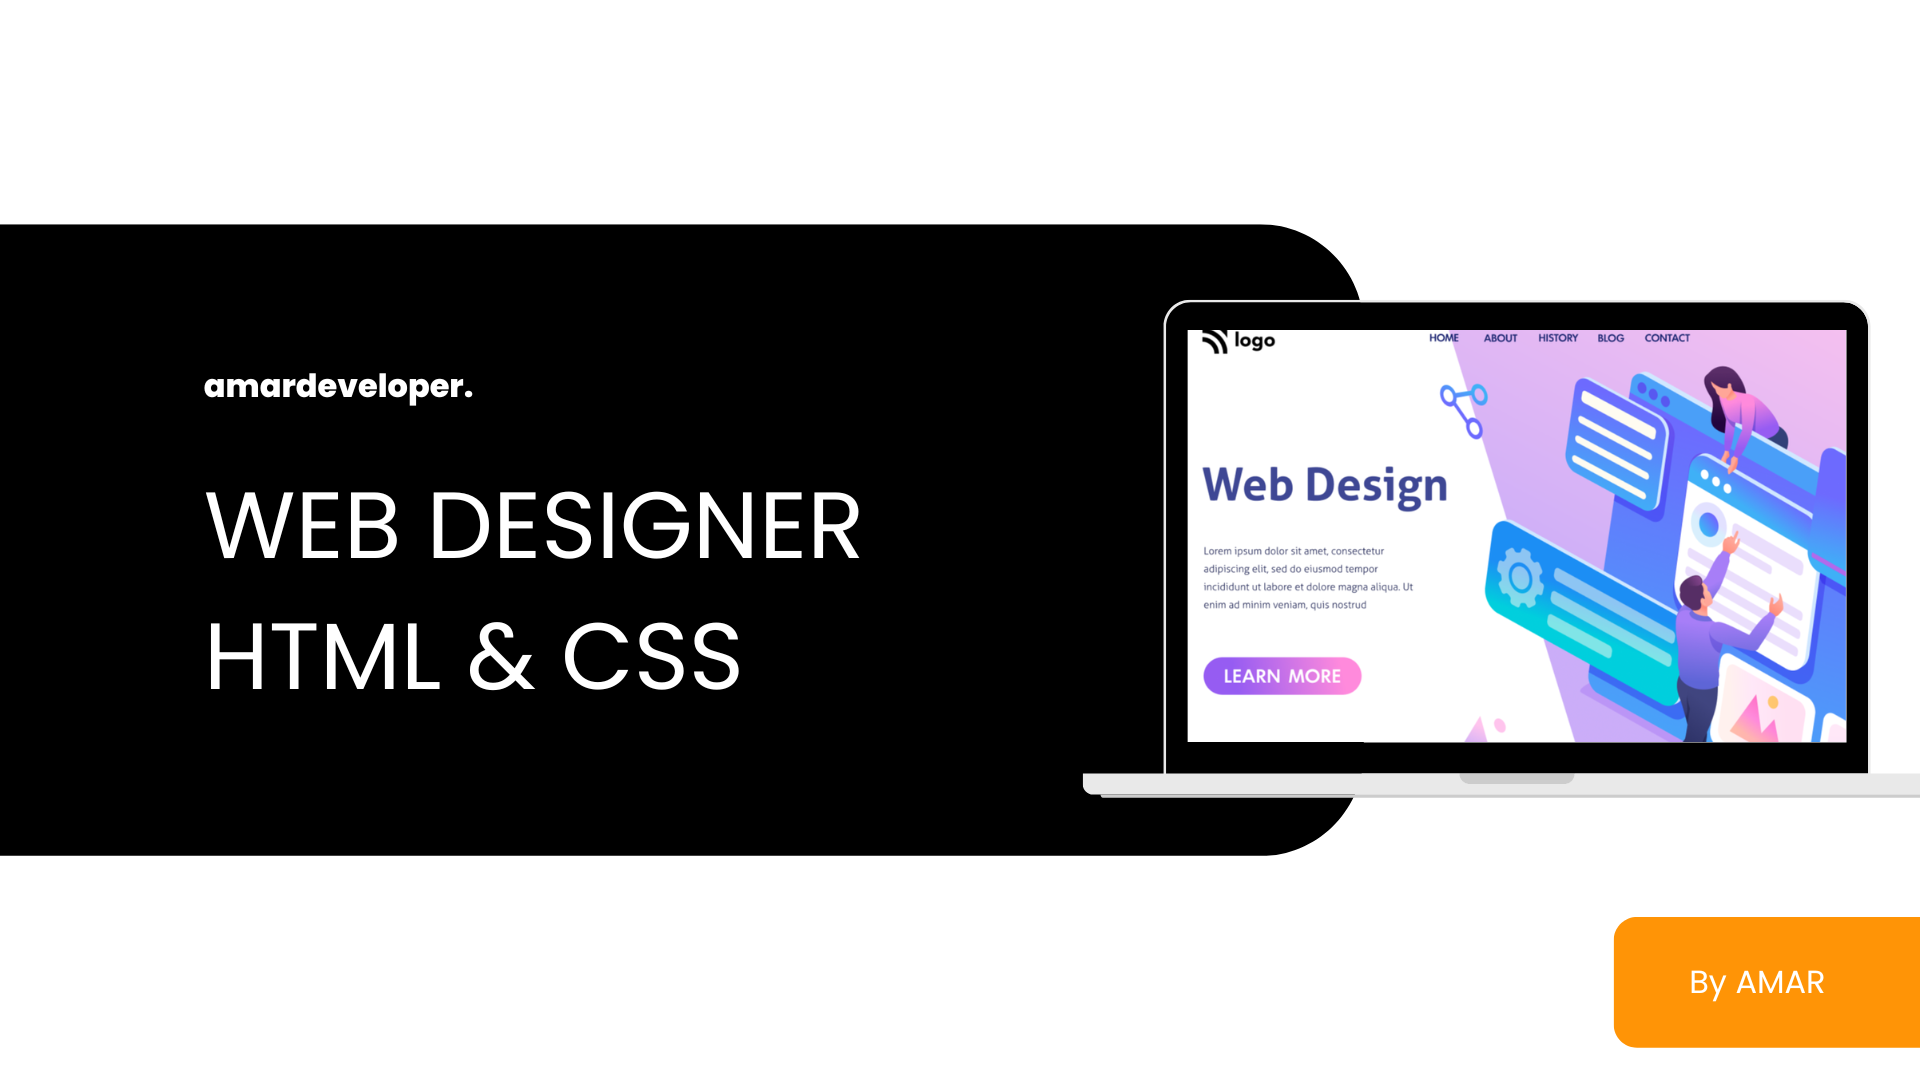 amardeveloper.
WEB DESIGNER
HTML & CSS
logo
HOME ABOUT HISTORY BLOG CONTACT
Web Design
Lorem ipsum dolor sit amet, consectetur
adipiscing elit, sed do eiusmod tempor
incididunt ut labore et dolore magna aliqua. Ut
enim ad minim veniam, quis nostrud
LEARN MORE
By AMAR